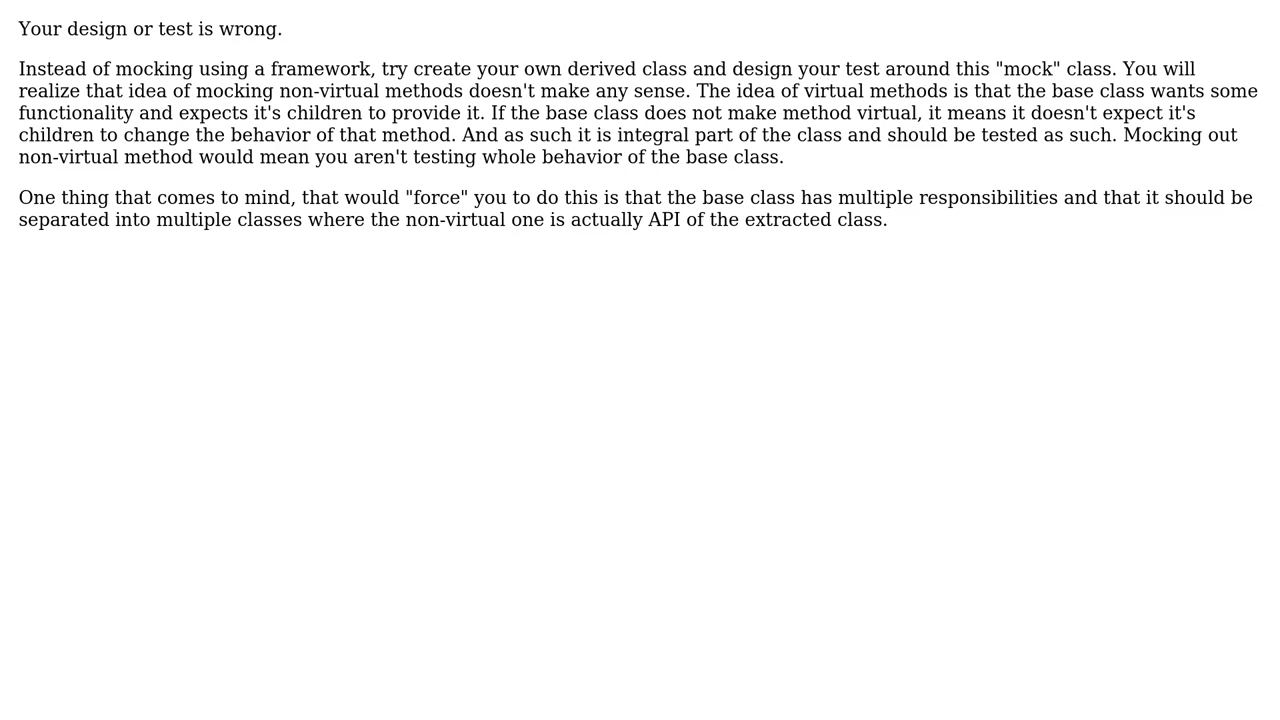 Your design or test is wrong.
Instead of mocking using a framework, try create your own derived class and design your test around this "mock" class. You will
realize that idea of mocking non-virtual methods doesn't make any sense. The idea of virtual methods is that the base class wants some
functionality and expects it's children to provide it. If the base class does not make method virtual, it means it doesn't expect it's
children to change the behavior of that method. And as such it is integral part of the class and should be tested as such. Mocking out
non-virtual method would mean you aren't testing whole behavior of the base class.
One thing that comes to mind, that would "force" you to do this is that the base class has multiple responsibilities and that it should be
separated into multiple classes where the non-virtual one is actually API of the extracted class.